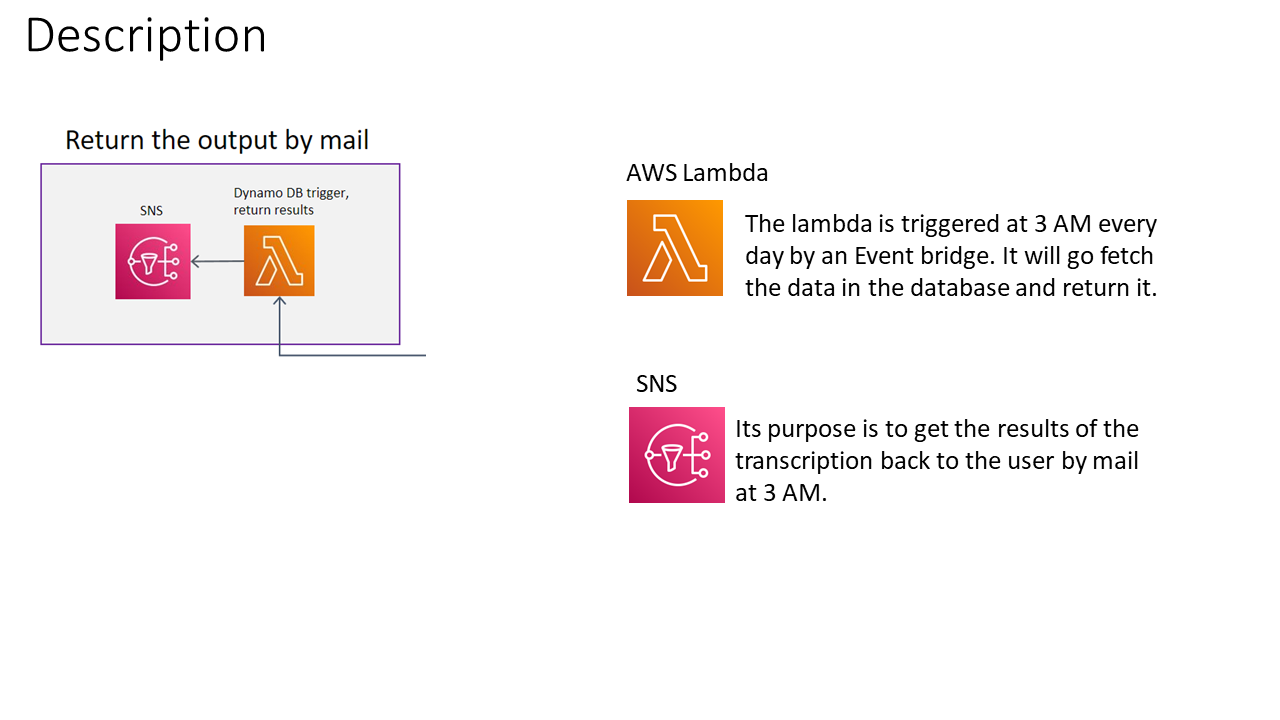 Description
Return the output by mail
SNS
Dynamo DB trigger,
return results
AWS Lambda
The lambda is triggered at 3 AM every
day by an Event bridge. It will go fetch
the data in the database and return it.
SNS
Its purpose is to get the results of the
transcription back to the user by mail
at 3 AM.